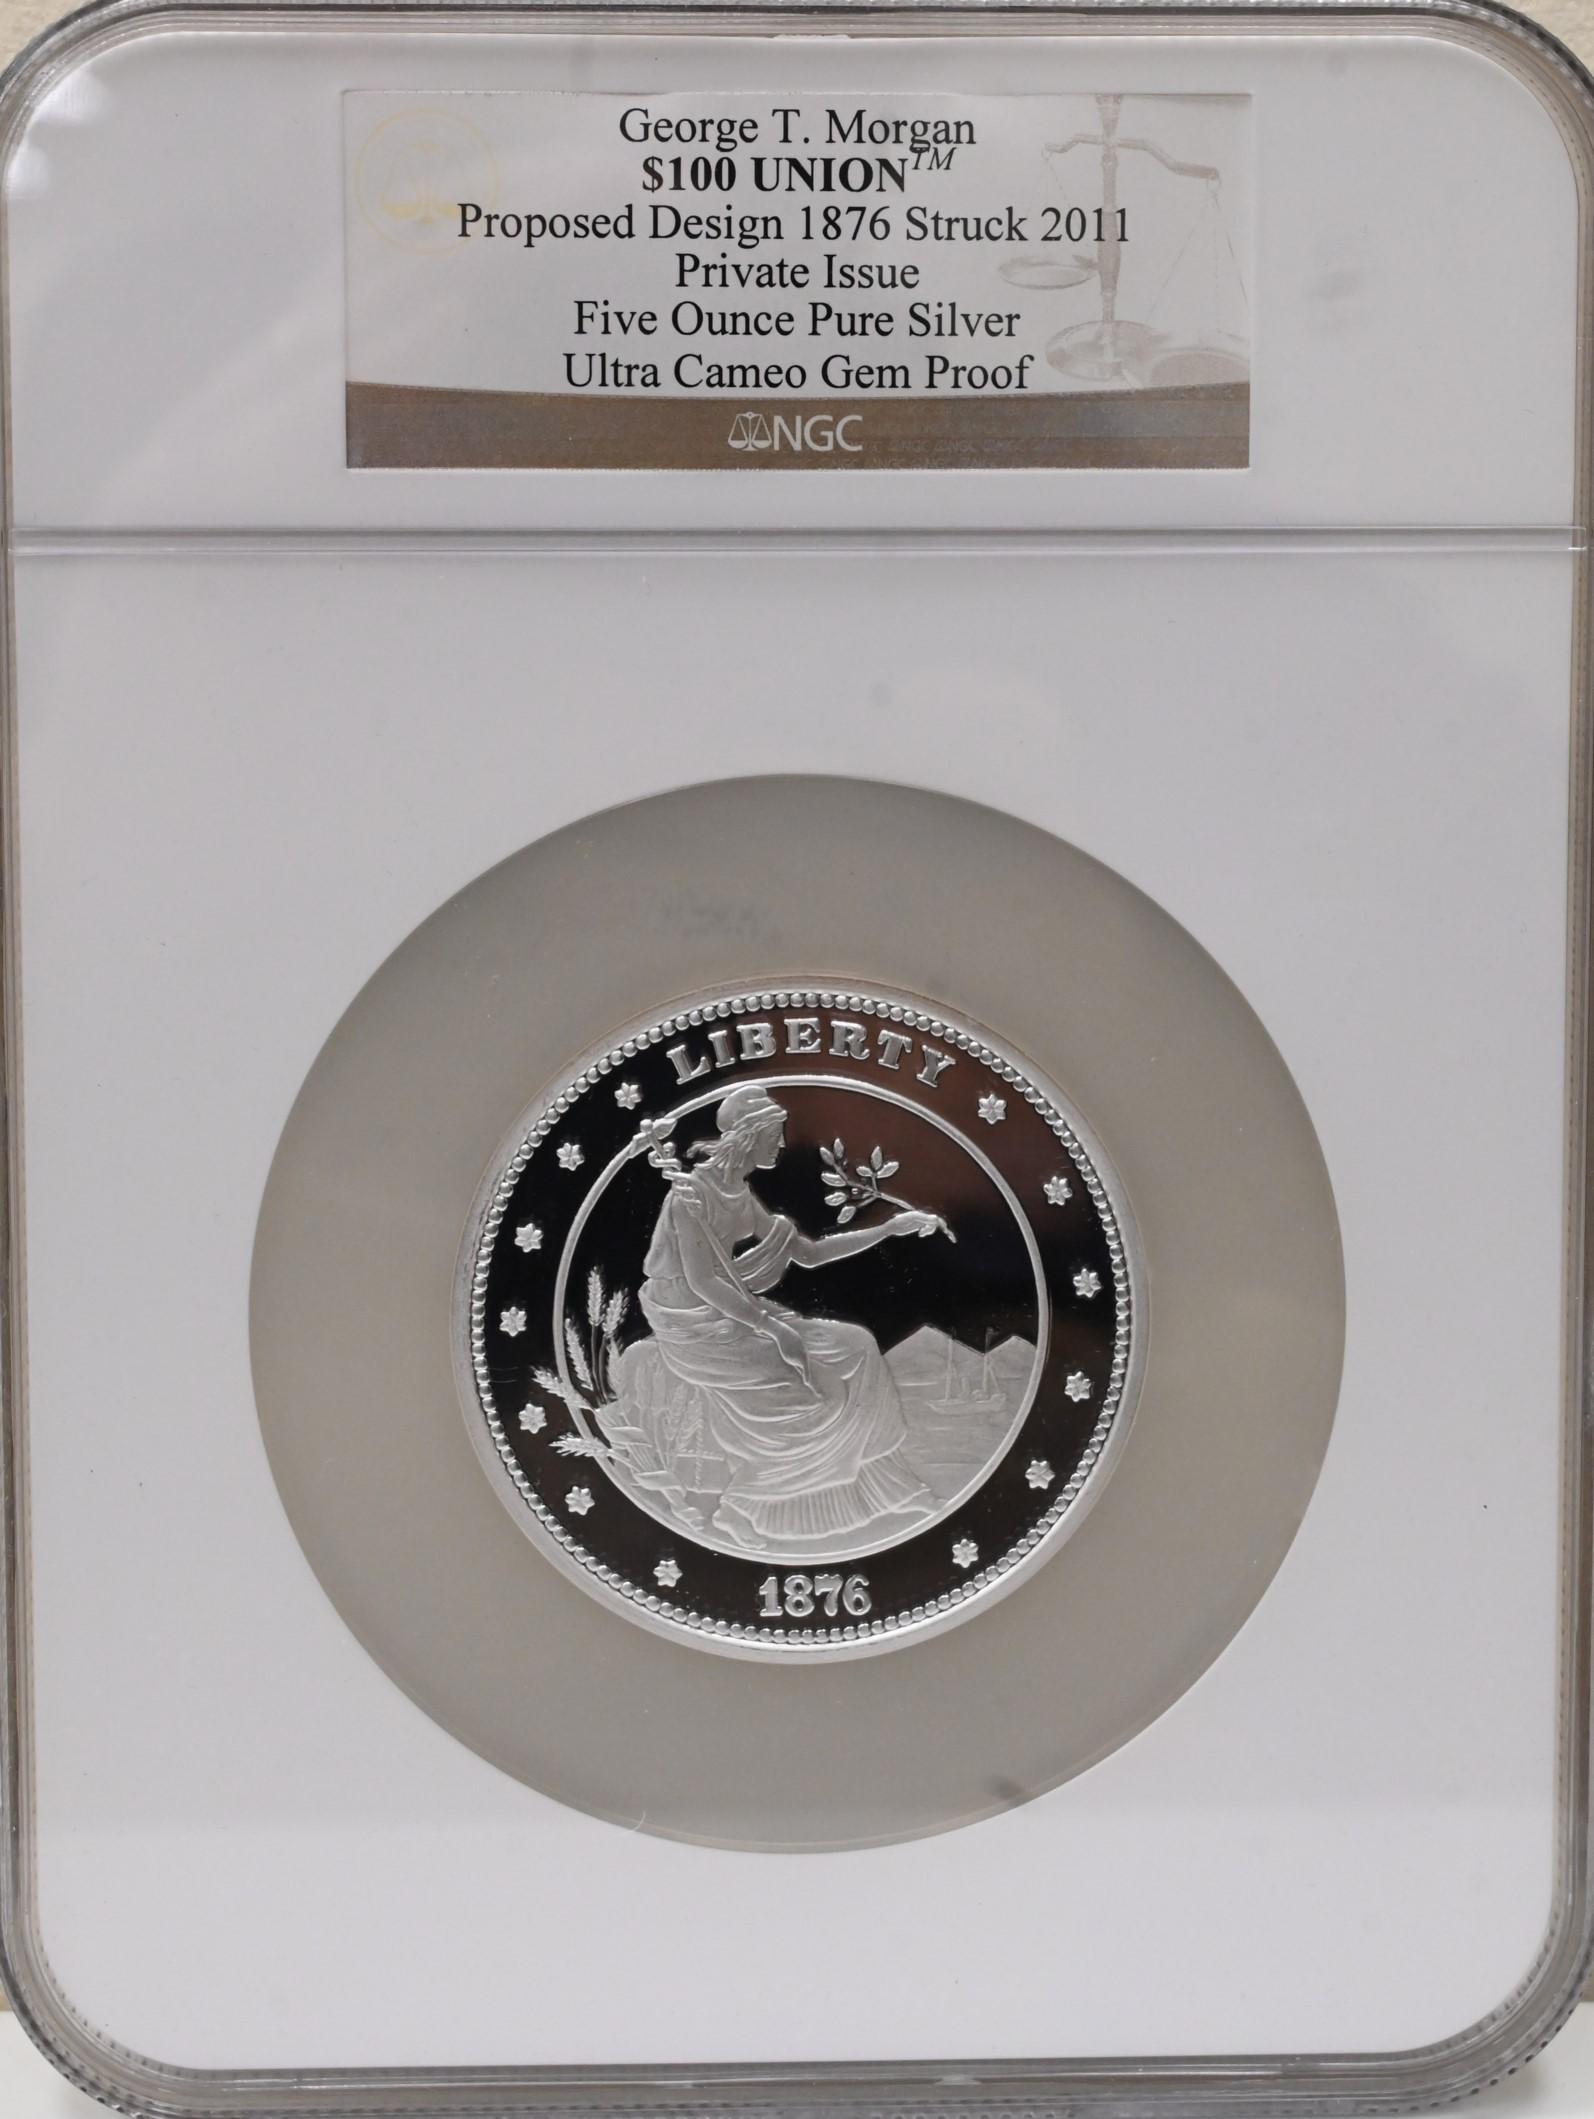 George T. Morgan
$100 UNION™
Proposed Design 1876 Struck 2011
Private Issue
Five Ounce Pure Silver
Ultra Cameo Gem Proof
NGC
LIBERTY
1876